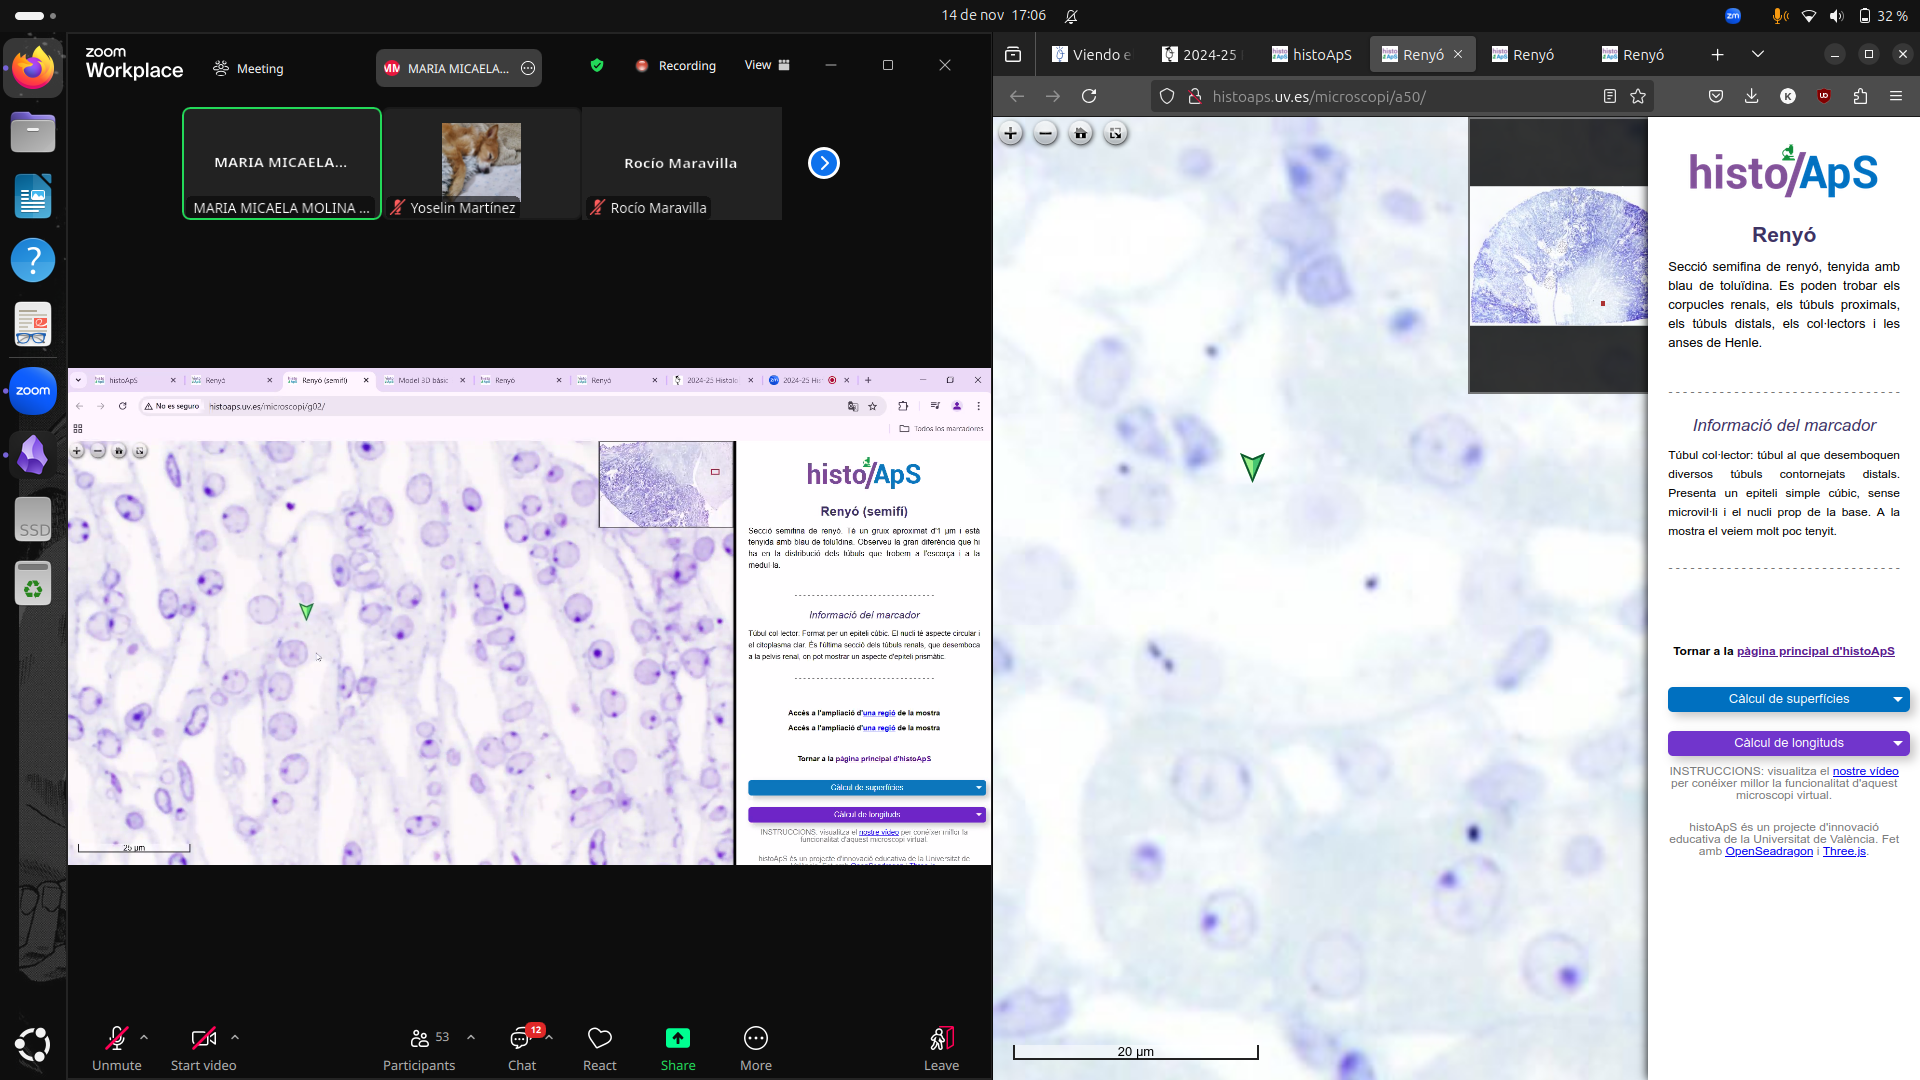 14 de nov 17:06
zm
32 %
zoom
Workplace
Meeting
MM MARIA MICAELA...
Recording
View
MARIA MICAELA...
MARIA MICAELA MOLINA ...
Yoselin Martínez
Rocío Maravilla
Rocío Maravilla
zoom
SSD
histoApS
Renyó
Renyó (semifí)
Model 3D bàsic
Renyó
Renyó
2024-25 Histolo
2024-25 His
No es seguro
histoaps.uv.es/microscopi/g02/
Todos los marcadores
25 µm
histo/ApS
Renyó (semifí)
Secció semifina de renyó. Té un gruix aproximat d'1 µm i està
tenyida amb blau de toluïdina. Observeu la gran diferència que hi
ha en la distribució dels túbuls que trobem a l'escorça i a la
medul·la.
Informació del marcador
Túbul col·lector: Format per un epiteli cúbic. El nucli té aspecte circular i
el citoplasma clar. És l'última secció dels túbuls renals, que desemboca
a la pelvis renal, on pot mostrar un aspecte d'epiteli prismàtic.
Accés a l'ampliació d'una regió de la mostra
Accés a l'ampliació d'una regió de la mostra
Tornar a la pàgina principal d'histoApS
Càlcul de superfícies
Càlcul de longituds
INSTRUCCIONS: visualitza el nostre vídeo per conéixer millor la
funcionalitat d'aquest microscopi virtual.
histoApS és un projecte d'innovació educativa de la Universitat de
Unmute
Start video
53
Participants
12
Chat
React
Share
More
Leave
Viendo e
2024-25
histoApS
Renyó
Renyó
Renyó
histoaps.uv.es/microscopi/a50/
20 µm
histo/ApS
Renyó
Secció semifina de renyó, tenyida amb
blau de toluïdina. Es poden trobar els
corpucles renals, els túbuls proximals,
els túbuls distals, els col·lectors i les
anses de Henle.
Informació del marcador
Túbul col·lector: túbul al que desemboquen
diversos túbuls contornejats distals.
Presenta un epiteli simple cúbic, sense
microvil·li i el nucli prop de la base. A la
mostra el veiem molt poc tenyit.
Tornar a la pàgina principal d'histoApS
Càlcul de superfícies
Càlcul de longituds
INSTRUCCIONS: visualitza el nostre vídeo
per conéixer millor la funcionalitat d'aquest
microscopi virtual.
histoApS és un projecte d'innovació
educativa de la Universitat de València. Fet
amb OpenSeadragon i Three.js.